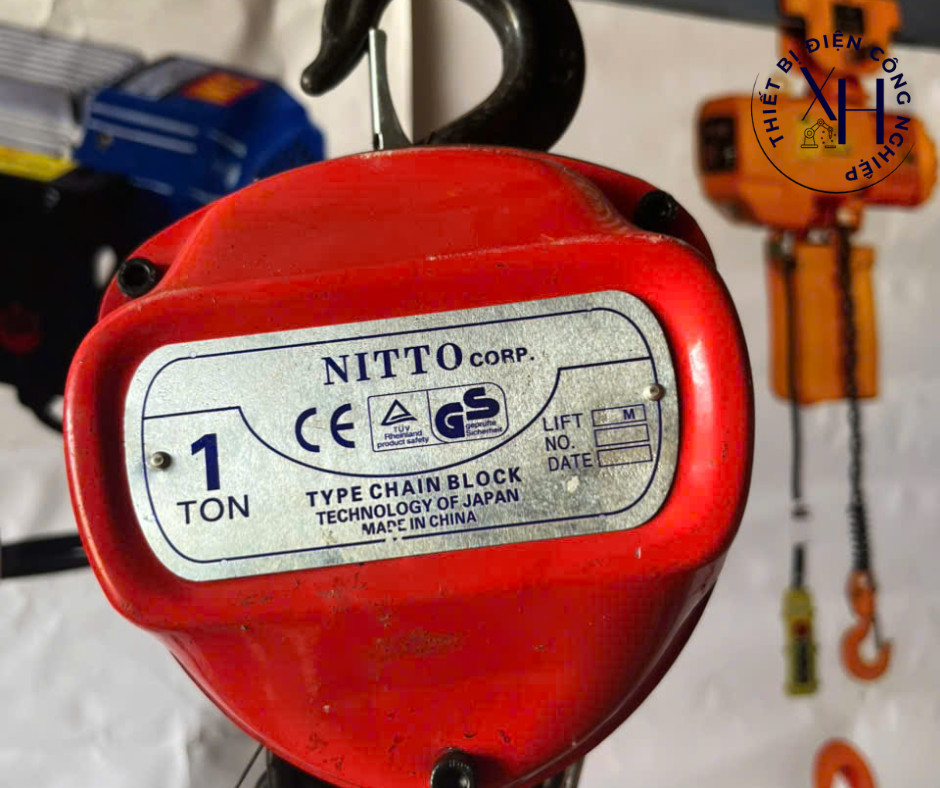 THIẾT BỊ ĐIỆN CÔNG NGHIỆP
XH
NITTO CORP.
CE
TÜV
Rheinland
product safety
GS
geprüfte
Sicherheit
LIFT M
NO.
DATE
1
TON
TYPE CHAIN BLOCK
TECHNOLOGY OF JAPAN
MADE IN CHINA